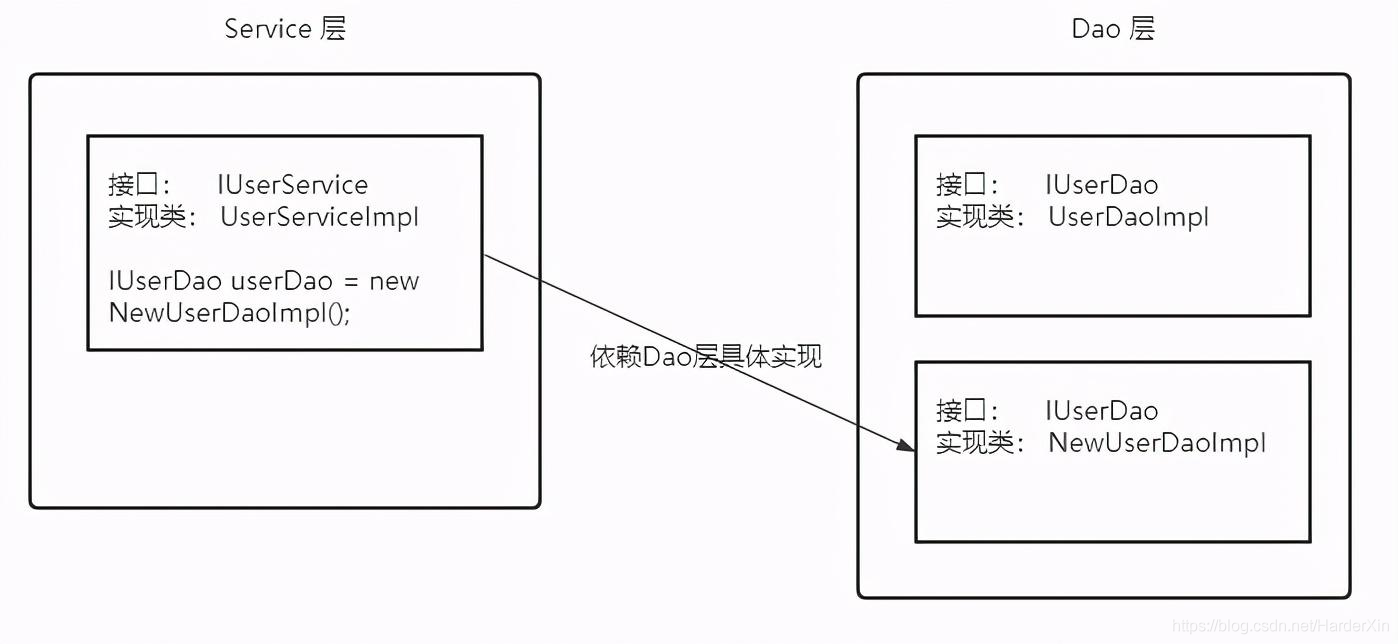 Service 层
Dao 层
接口： IUserService
实现类： UserServiceImpl
IUserDao userDao = new
NewUserDaoImpl();
依赖Dao层具体实现
接口： IUserDao
实现类： UserDaoImpl
接口： IUserDao
实现类： NewUserDaoImpl
https://blog.csdn.net/HarderXin